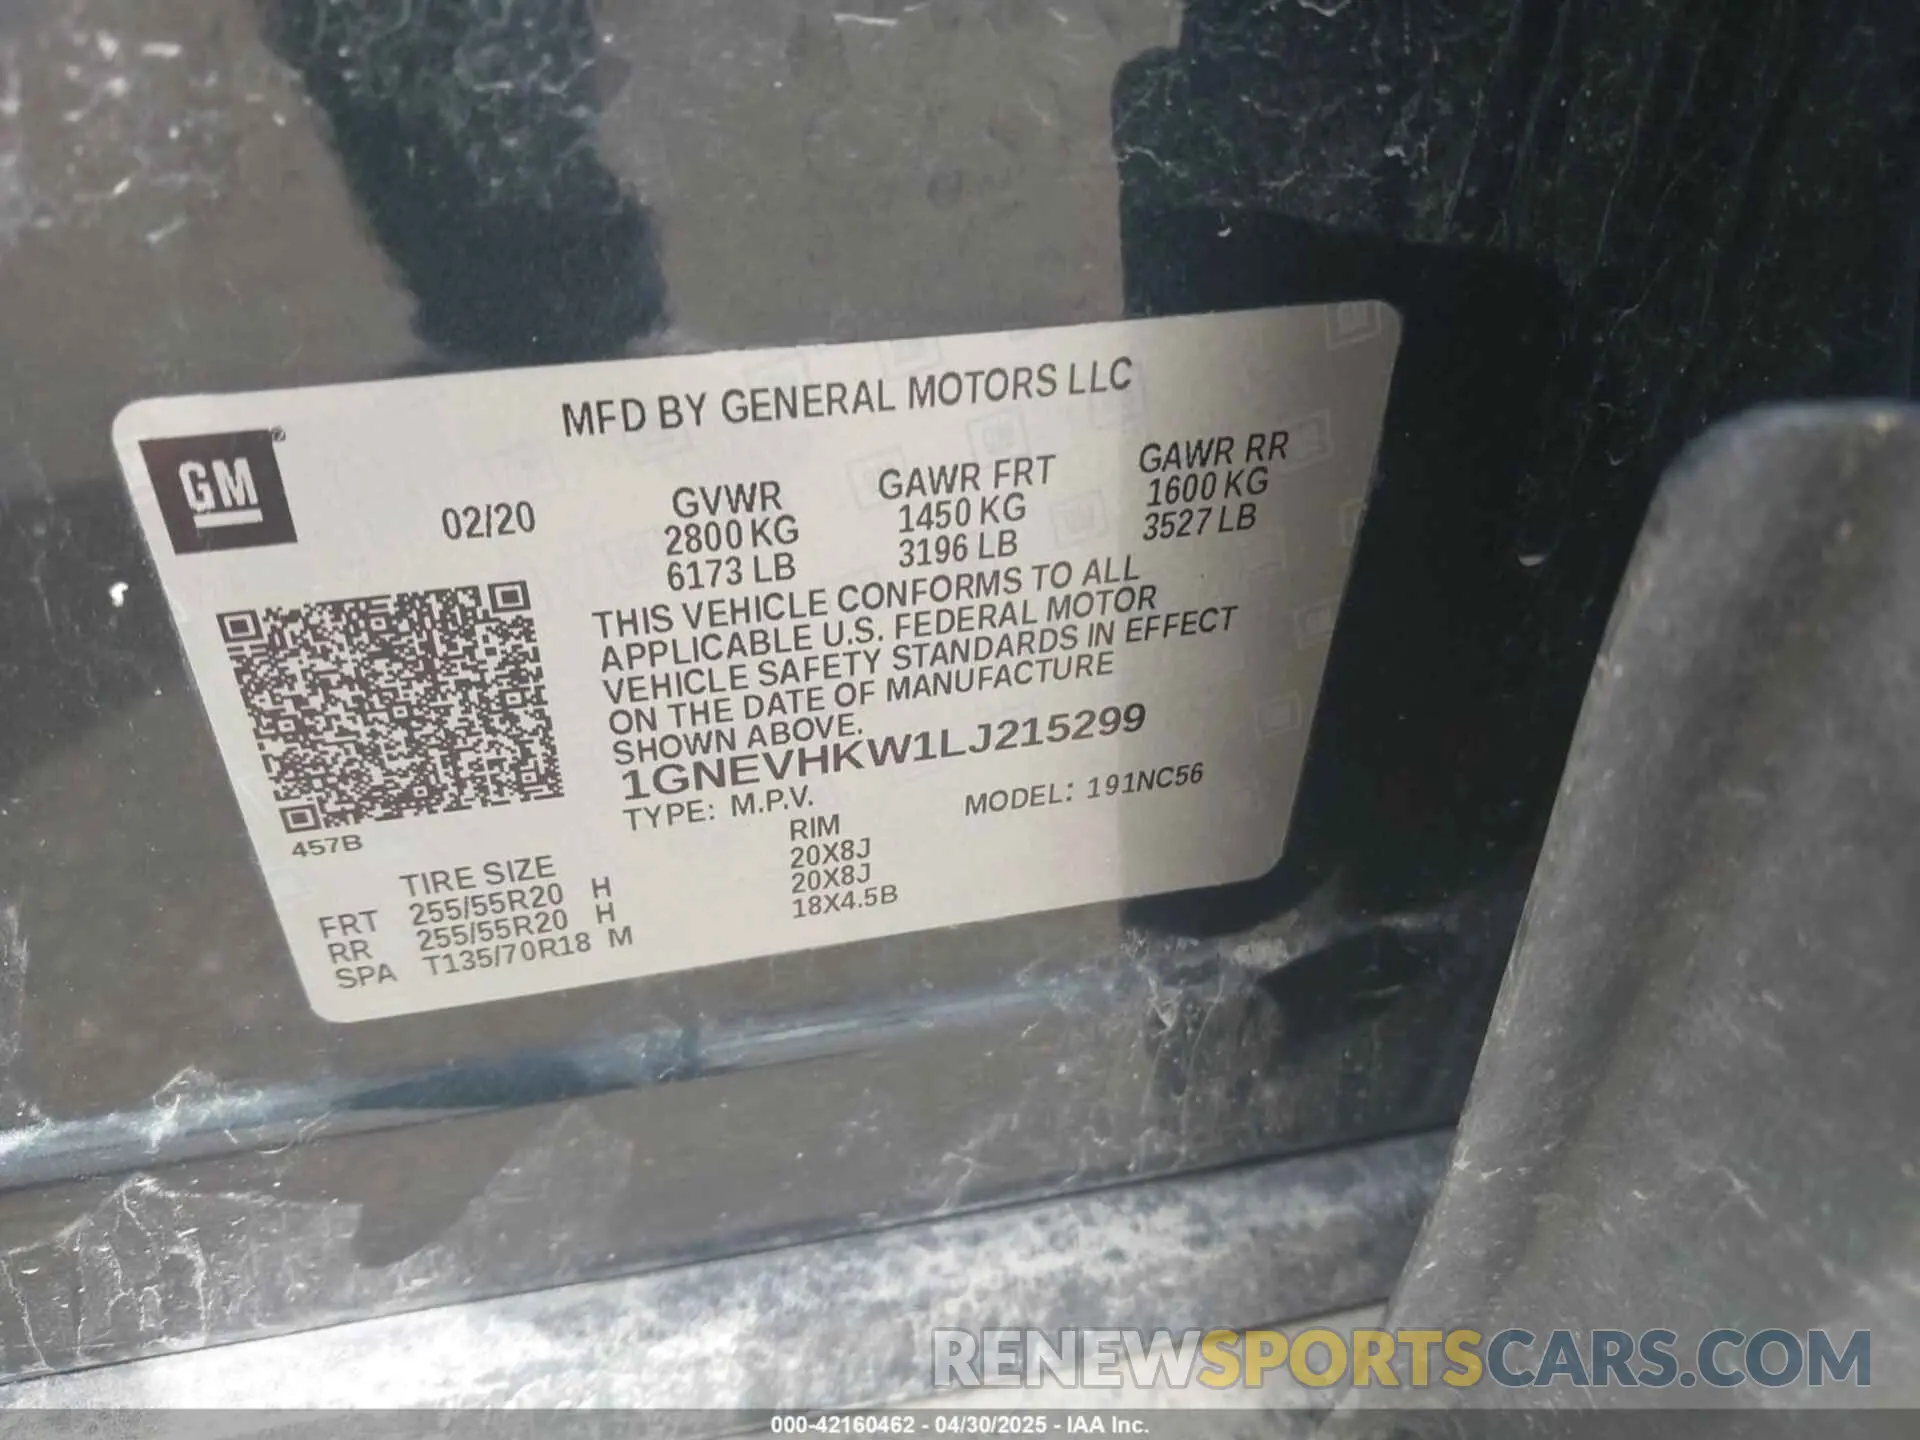 MFD BY GENERAL MOTORS LLC
GM
®
02/20
GVWR
2800 KG
6173 LB
GAWR FRT
1450 KG
3196 LB
GAWR RR
1600 KG
3527 LB
THIS VEHICLE CONFORMS TO ALL
APPLICABLE U.S. FEDERAL MOTOR
VEHICLE SAFETY STANDARDS IN EFFECT
ON THE DATE OF MANUFACTURE
SHOWN ABOVE.
1GNEVHKW1LJ215299
TYPE: M.P.V. MODEL: 191NC56
457B
TIRE SIZE RIM
FRT 255/55R20 H 20X8J
RR 255/55R20 H 20X8J
SPA T135/70R18 M 18X4.5B
RENEWSPORTSCARS.COM
000-42160462 - 04/30/2025 - IAA Inc.